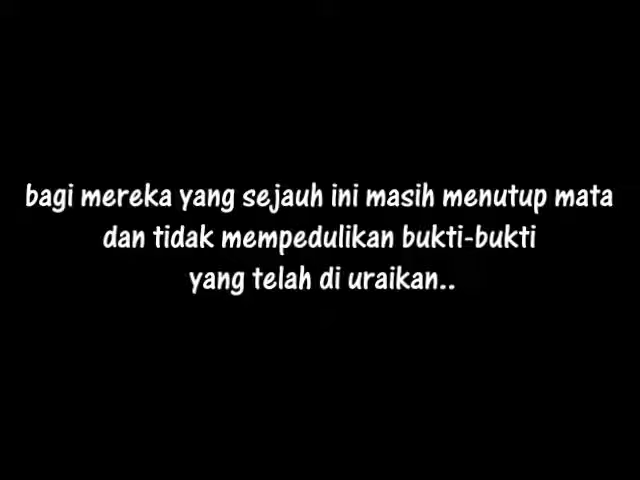 bagi mereka yang sejauh ini masih menutup mata
dan tidak mempedulikan bukti-bukti
yang telah di uraikan..